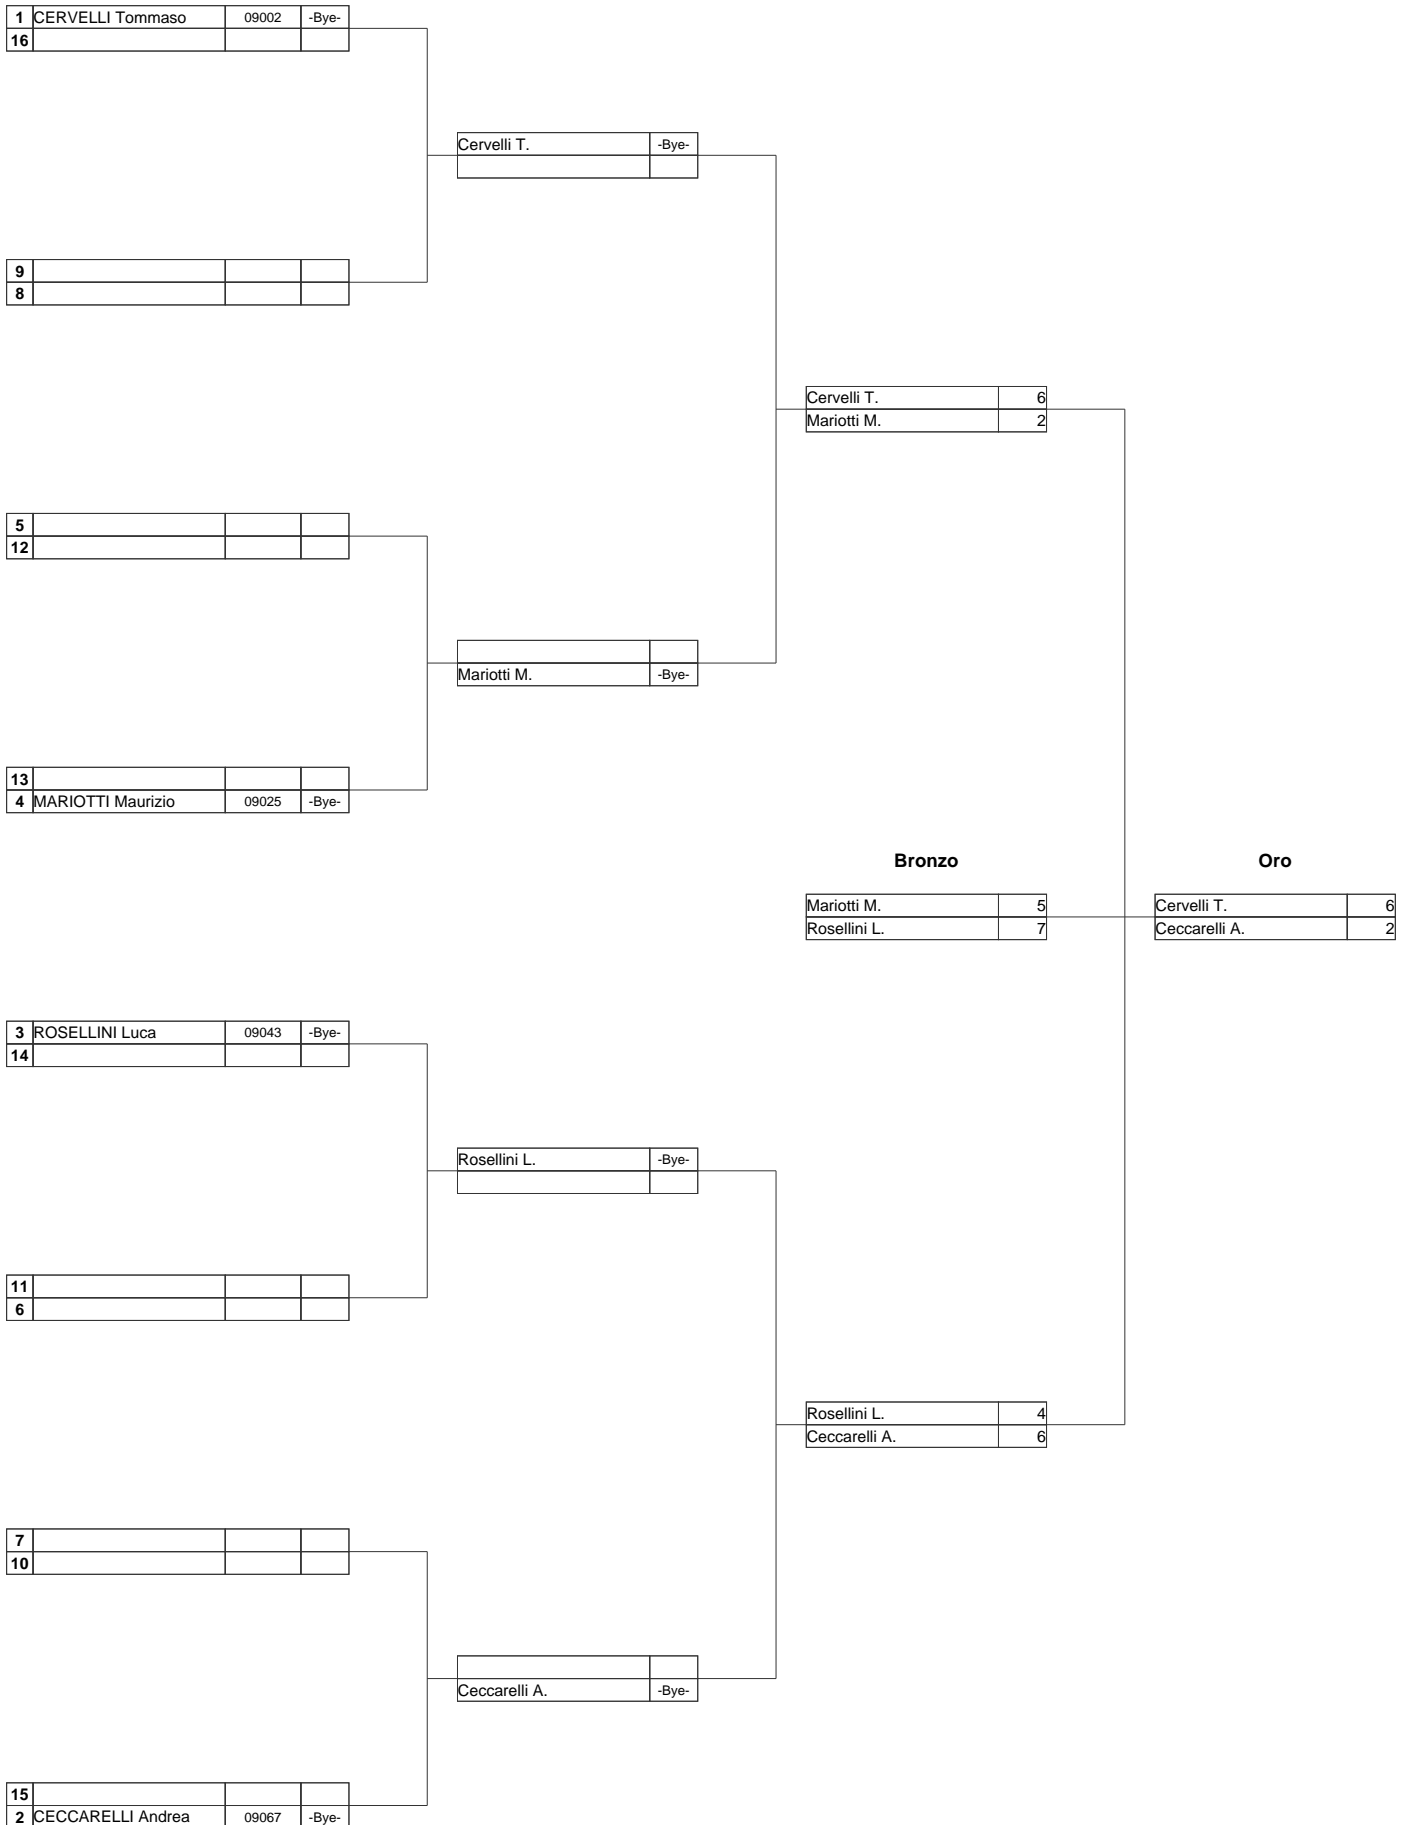 1 CERVELLI Tommaso 09002 -Bye-
16
Cervelli T. -Bye-
9
8
Cervelli T. 6
Mariotti M. 2
5
12
Mariotti M. -Bye-
13
4 MARIOTTI Maurizio 09025 -Bye-
Bronzo Oro
Mariotti M. 5 Cervelli T. 6
Rosellini L. 7 Ceccarelli A. 2
3 ROSELLINI Luca 09043 -Bye-
14
Rosellini L. -Bye-
11
6
Rosellini L. 4
Ceccarelli A. 6
7
10
Ceccarelli A. -Bye-
15
2 CECCARELLI Andrea 09067 -Bye-